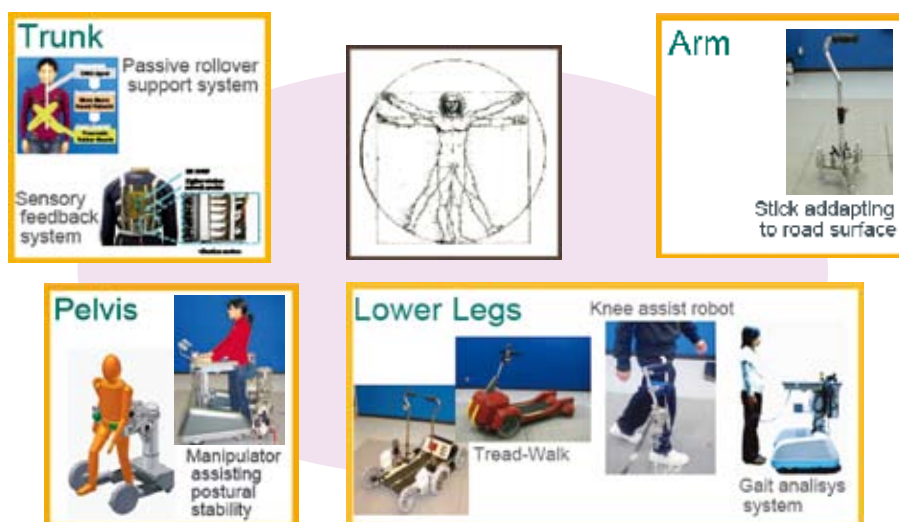 Trunk
Passive rollover
support system
Sensory
feedback
system
Arm
Stick addapting
to road surface
Pelvis
Manipulator
assisting
postural
stability
Lower Legs
Knee assist robot
Tread-Walk
Gait analisys
system